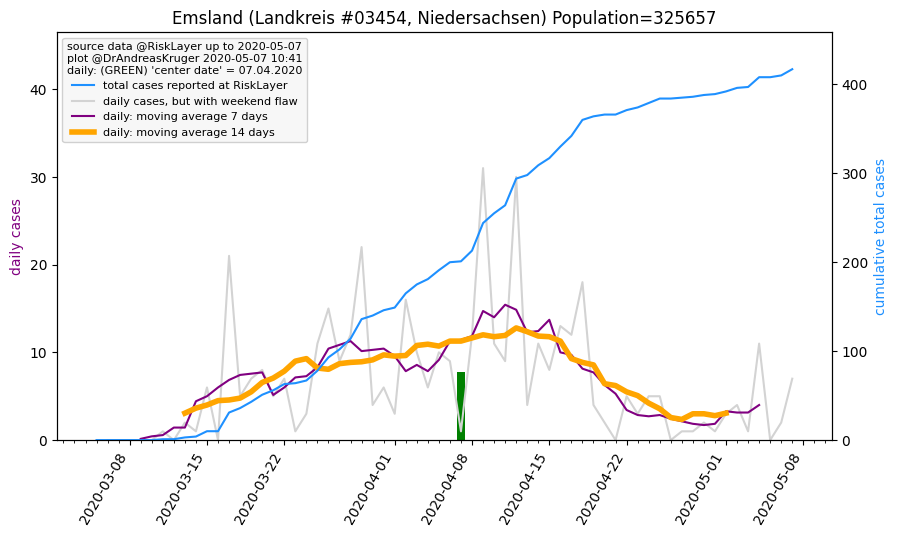 Emsland (Landkreis #03454, Niedersachsen) Population=325657
source data @RiskLayer up to 2020-05-07
plot @DrAndreasKruger 2020-05-07 10:41
daily: (GREEN) 'center date' = 07.04.2020
total cases reported at RiskLayer
daily cases, but with weekend flaw
daily: moving average 7 days
daily: moving average 14 days
daily cases
40
30
20
10
0
cumulative total cases
400
300
200
100
0
2020-03-08
2020-03-15
2020-03-22
2020-04-01
2020-04-08
2020-04-15
2020-04-22
2020-05-01
2020-05-08